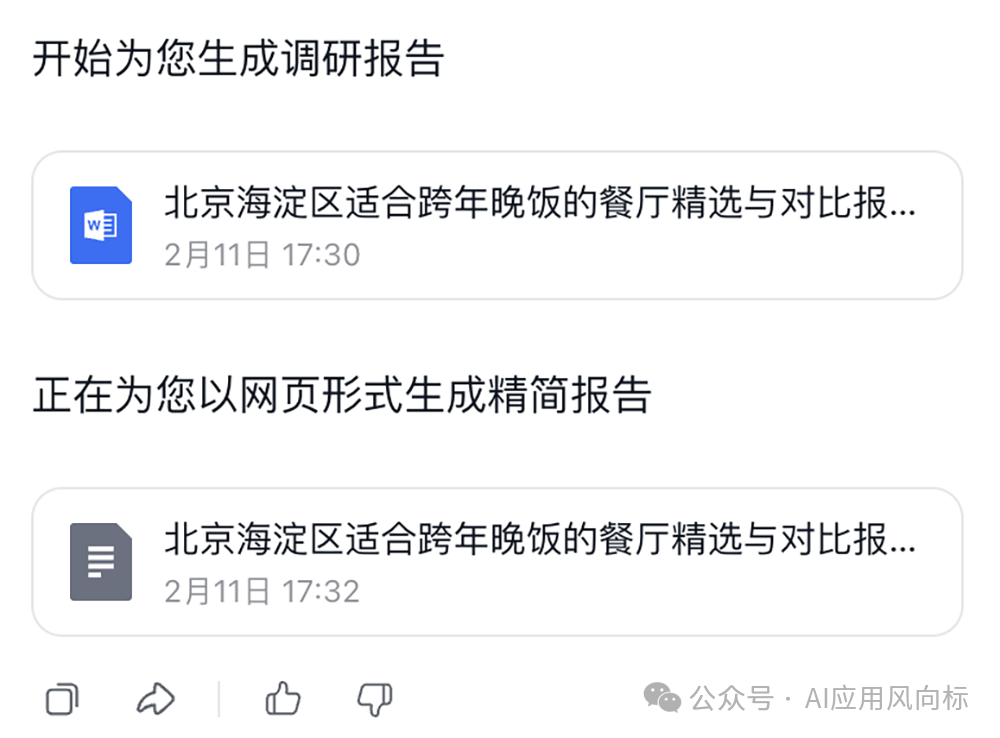 开始为您生成调研报告
W
北京海淀区适合跨年晚饭的餐厅精选与对比报...
2月11日 17:30
正在为您以网页形式生成精简报告
北京海淀区适合跨年晚饭的餐厅精选与对比报...
2月11日 17:32
公众号 · AI应用风向标